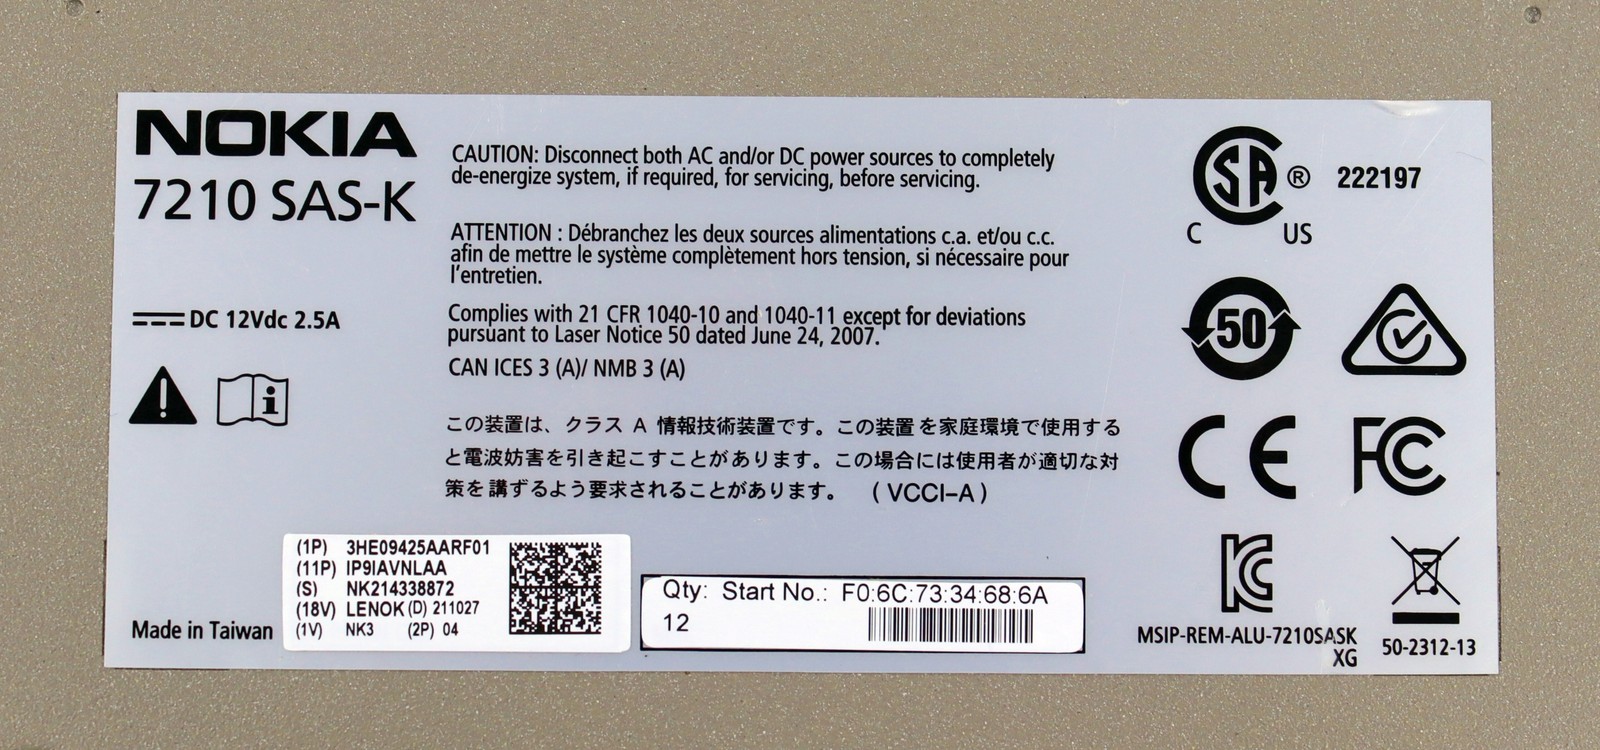 NOKIA
7210 SAS-K
DC 12Vdc 2.5A
CAUTION: Disconnect both AC and/or DC power sources to completely
de-energize system, if required, for servicing, before servicing.
ATTENTION : Débranchez les deux sources alimentations c.a. et/ou c.c.
afin de mettre le système complètement hors tension, si nécessaire pour
l'entretien.
Complies with 21 CFR 1040-10 and 1040-11 except for deviations
pursuant to Laser Notice 50 dated June 24, 2007.
CAN ICES 3 (A)/ NMB 3 (A)
この装置は、クラス A 情報技術装置です。この装置を家庭環境で使用する
と電波妨害を引き起こすことがあります。この場合には使用者が適切な対
策を講ずるよう要求されることがあります。 (VCCI-A)
SA ® 222197
C US
50
CE FC
Made in Taiwan
(1P) 3HE09425AARF01
(11P) IP9IAVNLAA
(S) NK214338872
(18V) LENOK (D) 211027
(1V) NK3 (2P) 04
Qty: Start No.: F0:6C:73:34:68:6A
12
MSIP-REM-ALU-7210SASK
XG
50-2312-13